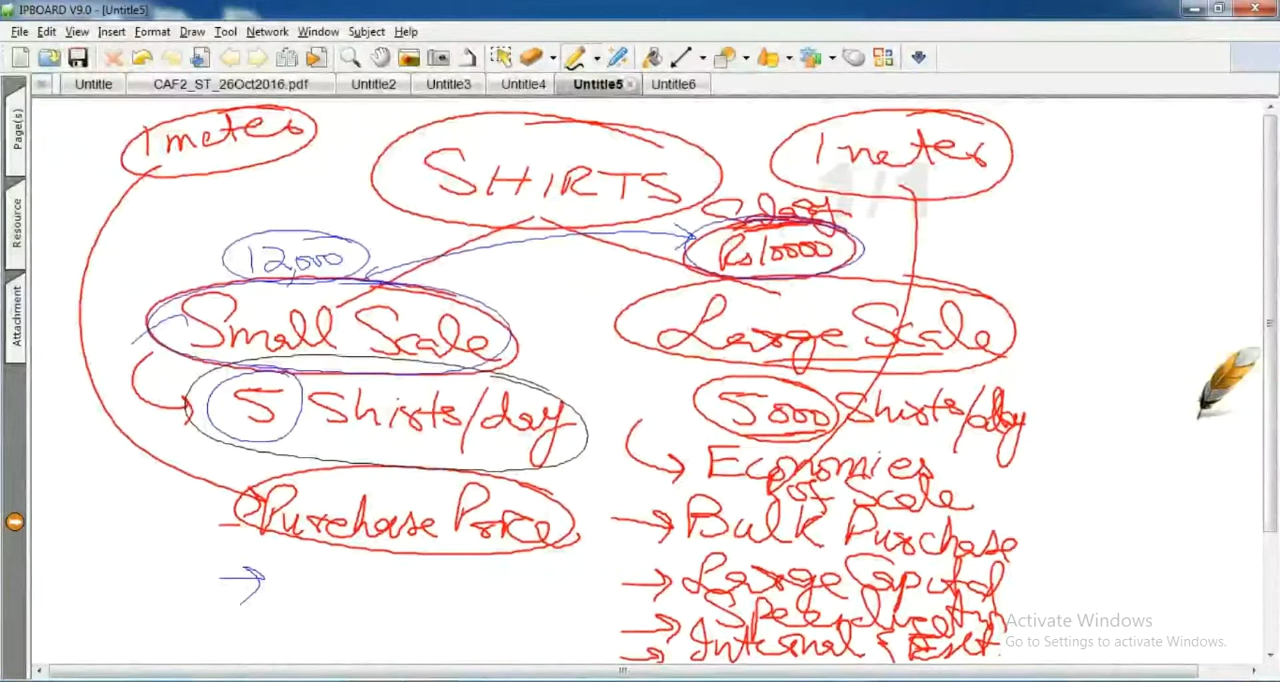 IPBOARD V9.0 - [Untitle5]
File Edit View Insert Format Draw Tool Network Window Subject Help
Untitle CAF2_ST_26Oct2016.pdf Untitle2 Untitle3 Untitle4 Untitle5 Untitle6
Page(s)
Resource
Attachment
1 meter
SHIRTS
1 meter
1/1
12,000
Rs 10000
Small Scale
Large Scale
5 Shirts/day
5000 Shirts/day
Economies
of Scale
Purchase Price
Bulk Purchase
Large Capital
Internal & Ext.
Activate Windows
Go to Settings to activate Windows.